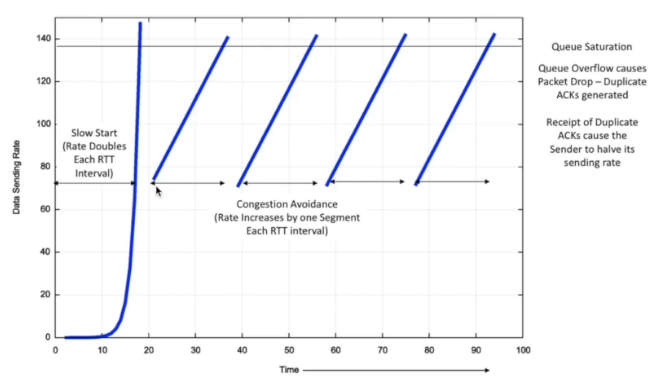 140
120
100
80
60
40
20
0
Data Sending Rate
Slow Start
(Rate Doubles
Each RTT
Interval)
Congestion Avoidance
(Rate Increases by one Segment
Each RTT interval)
0 10 20 30 40 50 60 70 80 90 100
Time
Queue Saturation
Queue Overflow causes
Packet Drop – Duplicate
ACKs generated
Receipt of Duplicate
ACKs cause the
Sender to halve its
sending rate